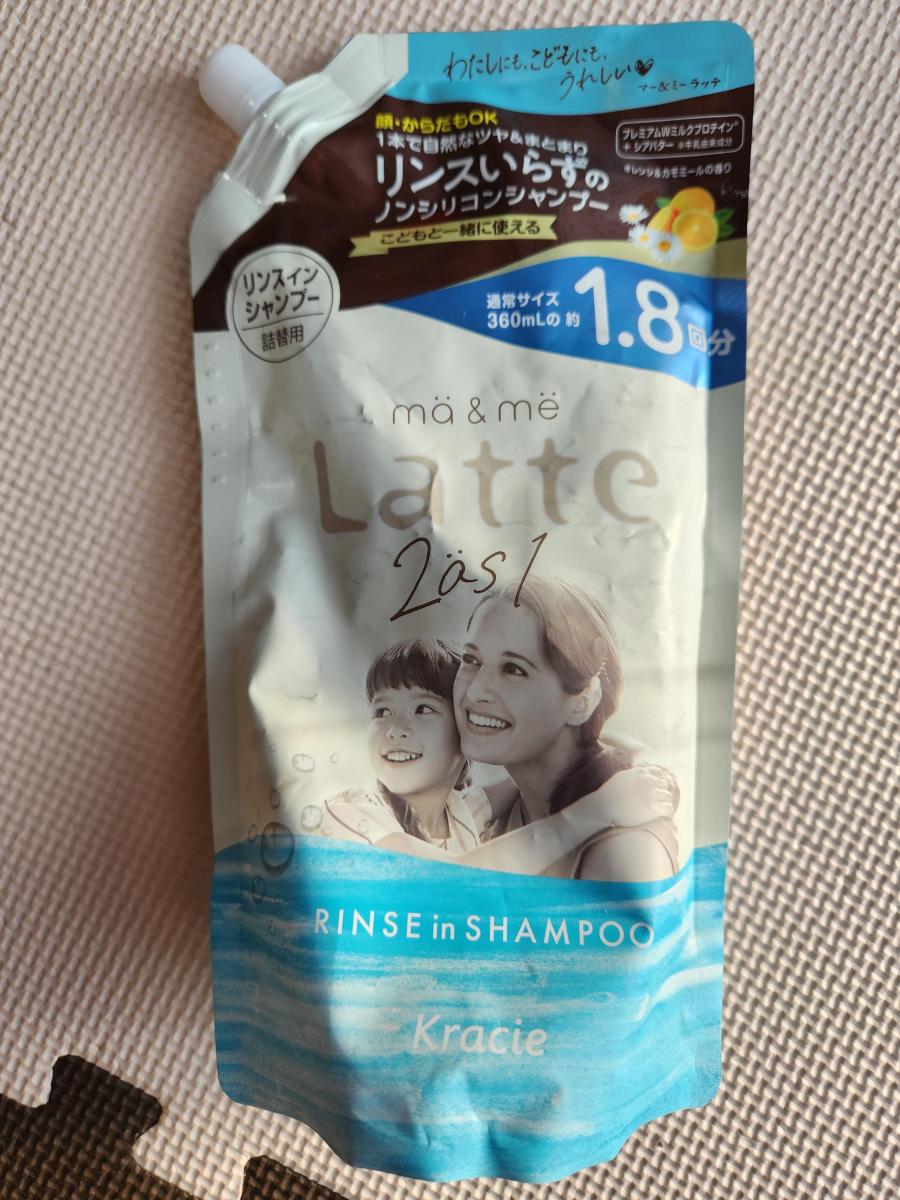 わたしにも、こどもにも、
うれしい♥
マー&ミー ラッテ
顔・からだもOK
1本で自然なツヤ&まとまり
リンスいらずの
ノンシリコンシャンプー
こどもと一緒に使える
プレミアムWミルクプロテイン※
+ シアバター ※牛乳由来成分
オレンジ&カモミールの香り
リンスイン
シャンプー
詰替用
通常サイズ
360mLの 約
1.8回分
mä & më
Latte
2äs1
RINSE in SHAMPOO
Kracie